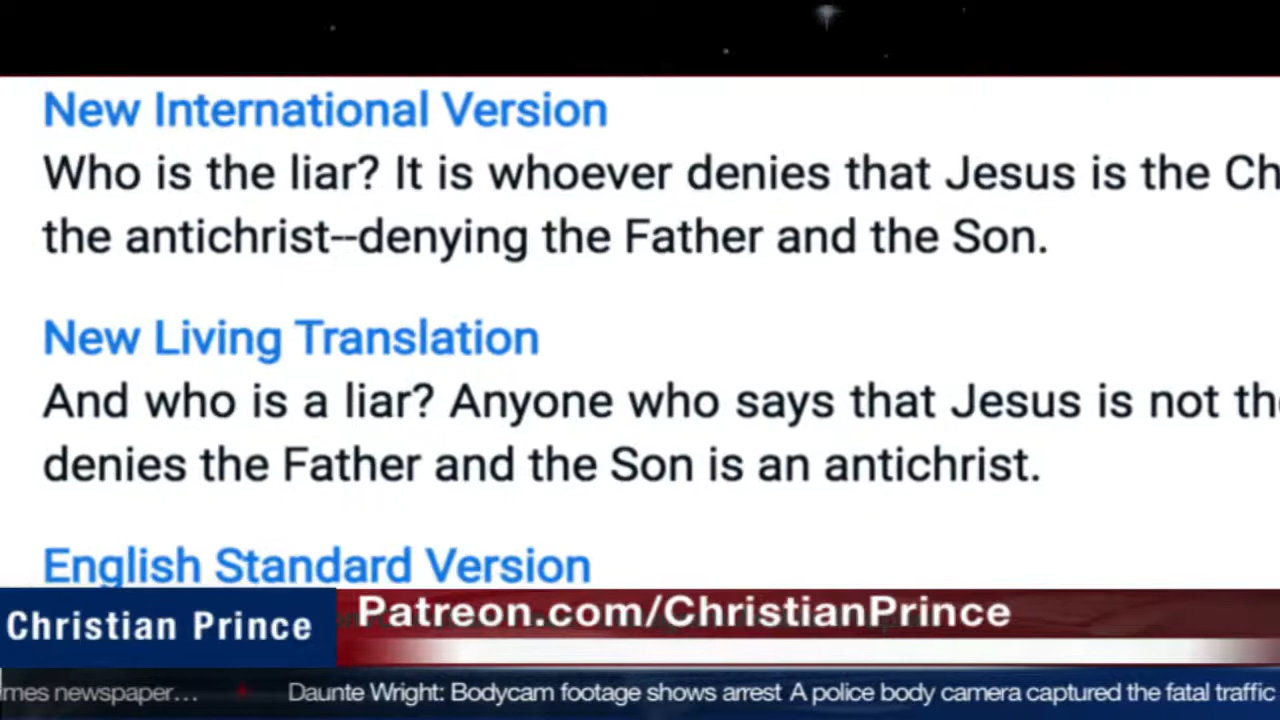 New International Version
Who is the liar? It is whoever denies that Jesus is the Ch
the antichrist--denying the Father and the Son.
New Living Translation
And who is a liar? Anyone who says that Jesus is not the
denies the Father and the Son is an antichrist.
English Standard Version
Christian Prince
Patreon.com/ChristianPrince
mes newspaper... Daunte Wright: Bodycam footage shows arrest A police body camera captured the fatal traffic